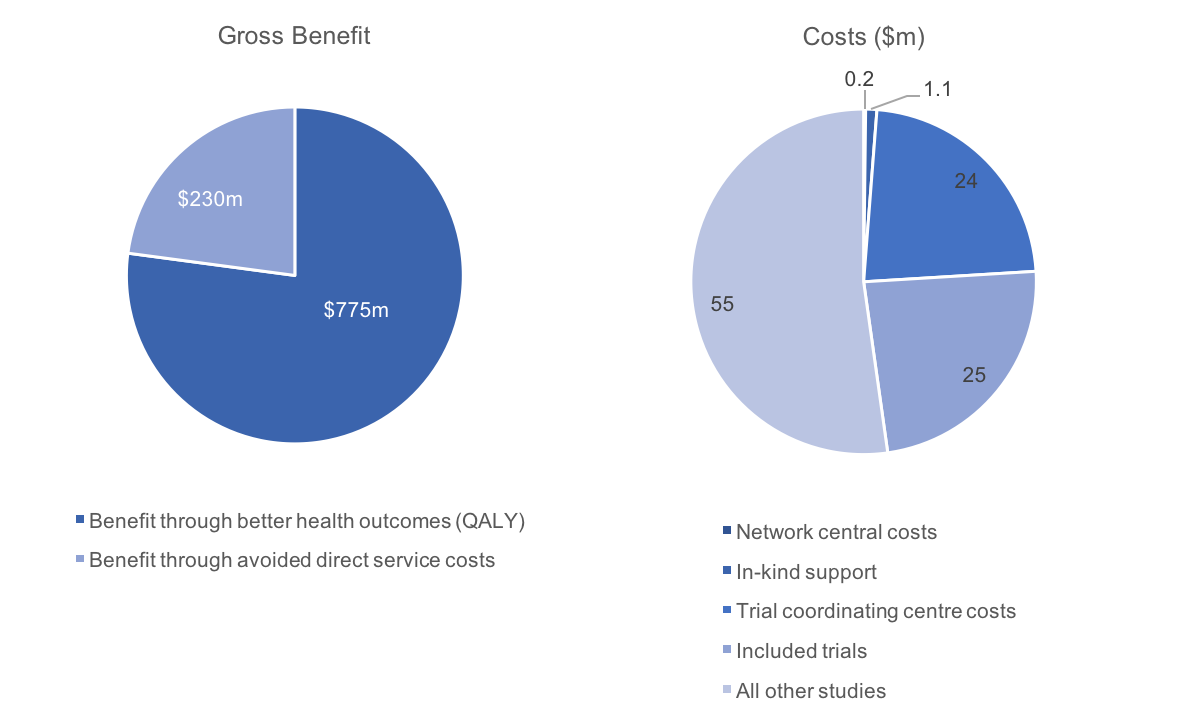 Gross Benefit
$230m
$775m
Benefit through better health outcomes (QALY)
Benefit through avoided direct service costs
Costs ($m)
0.2
1.1
24
55
25
Network central costs
In-kind support
Trial coordinating centre costs
Included trials
All other studies